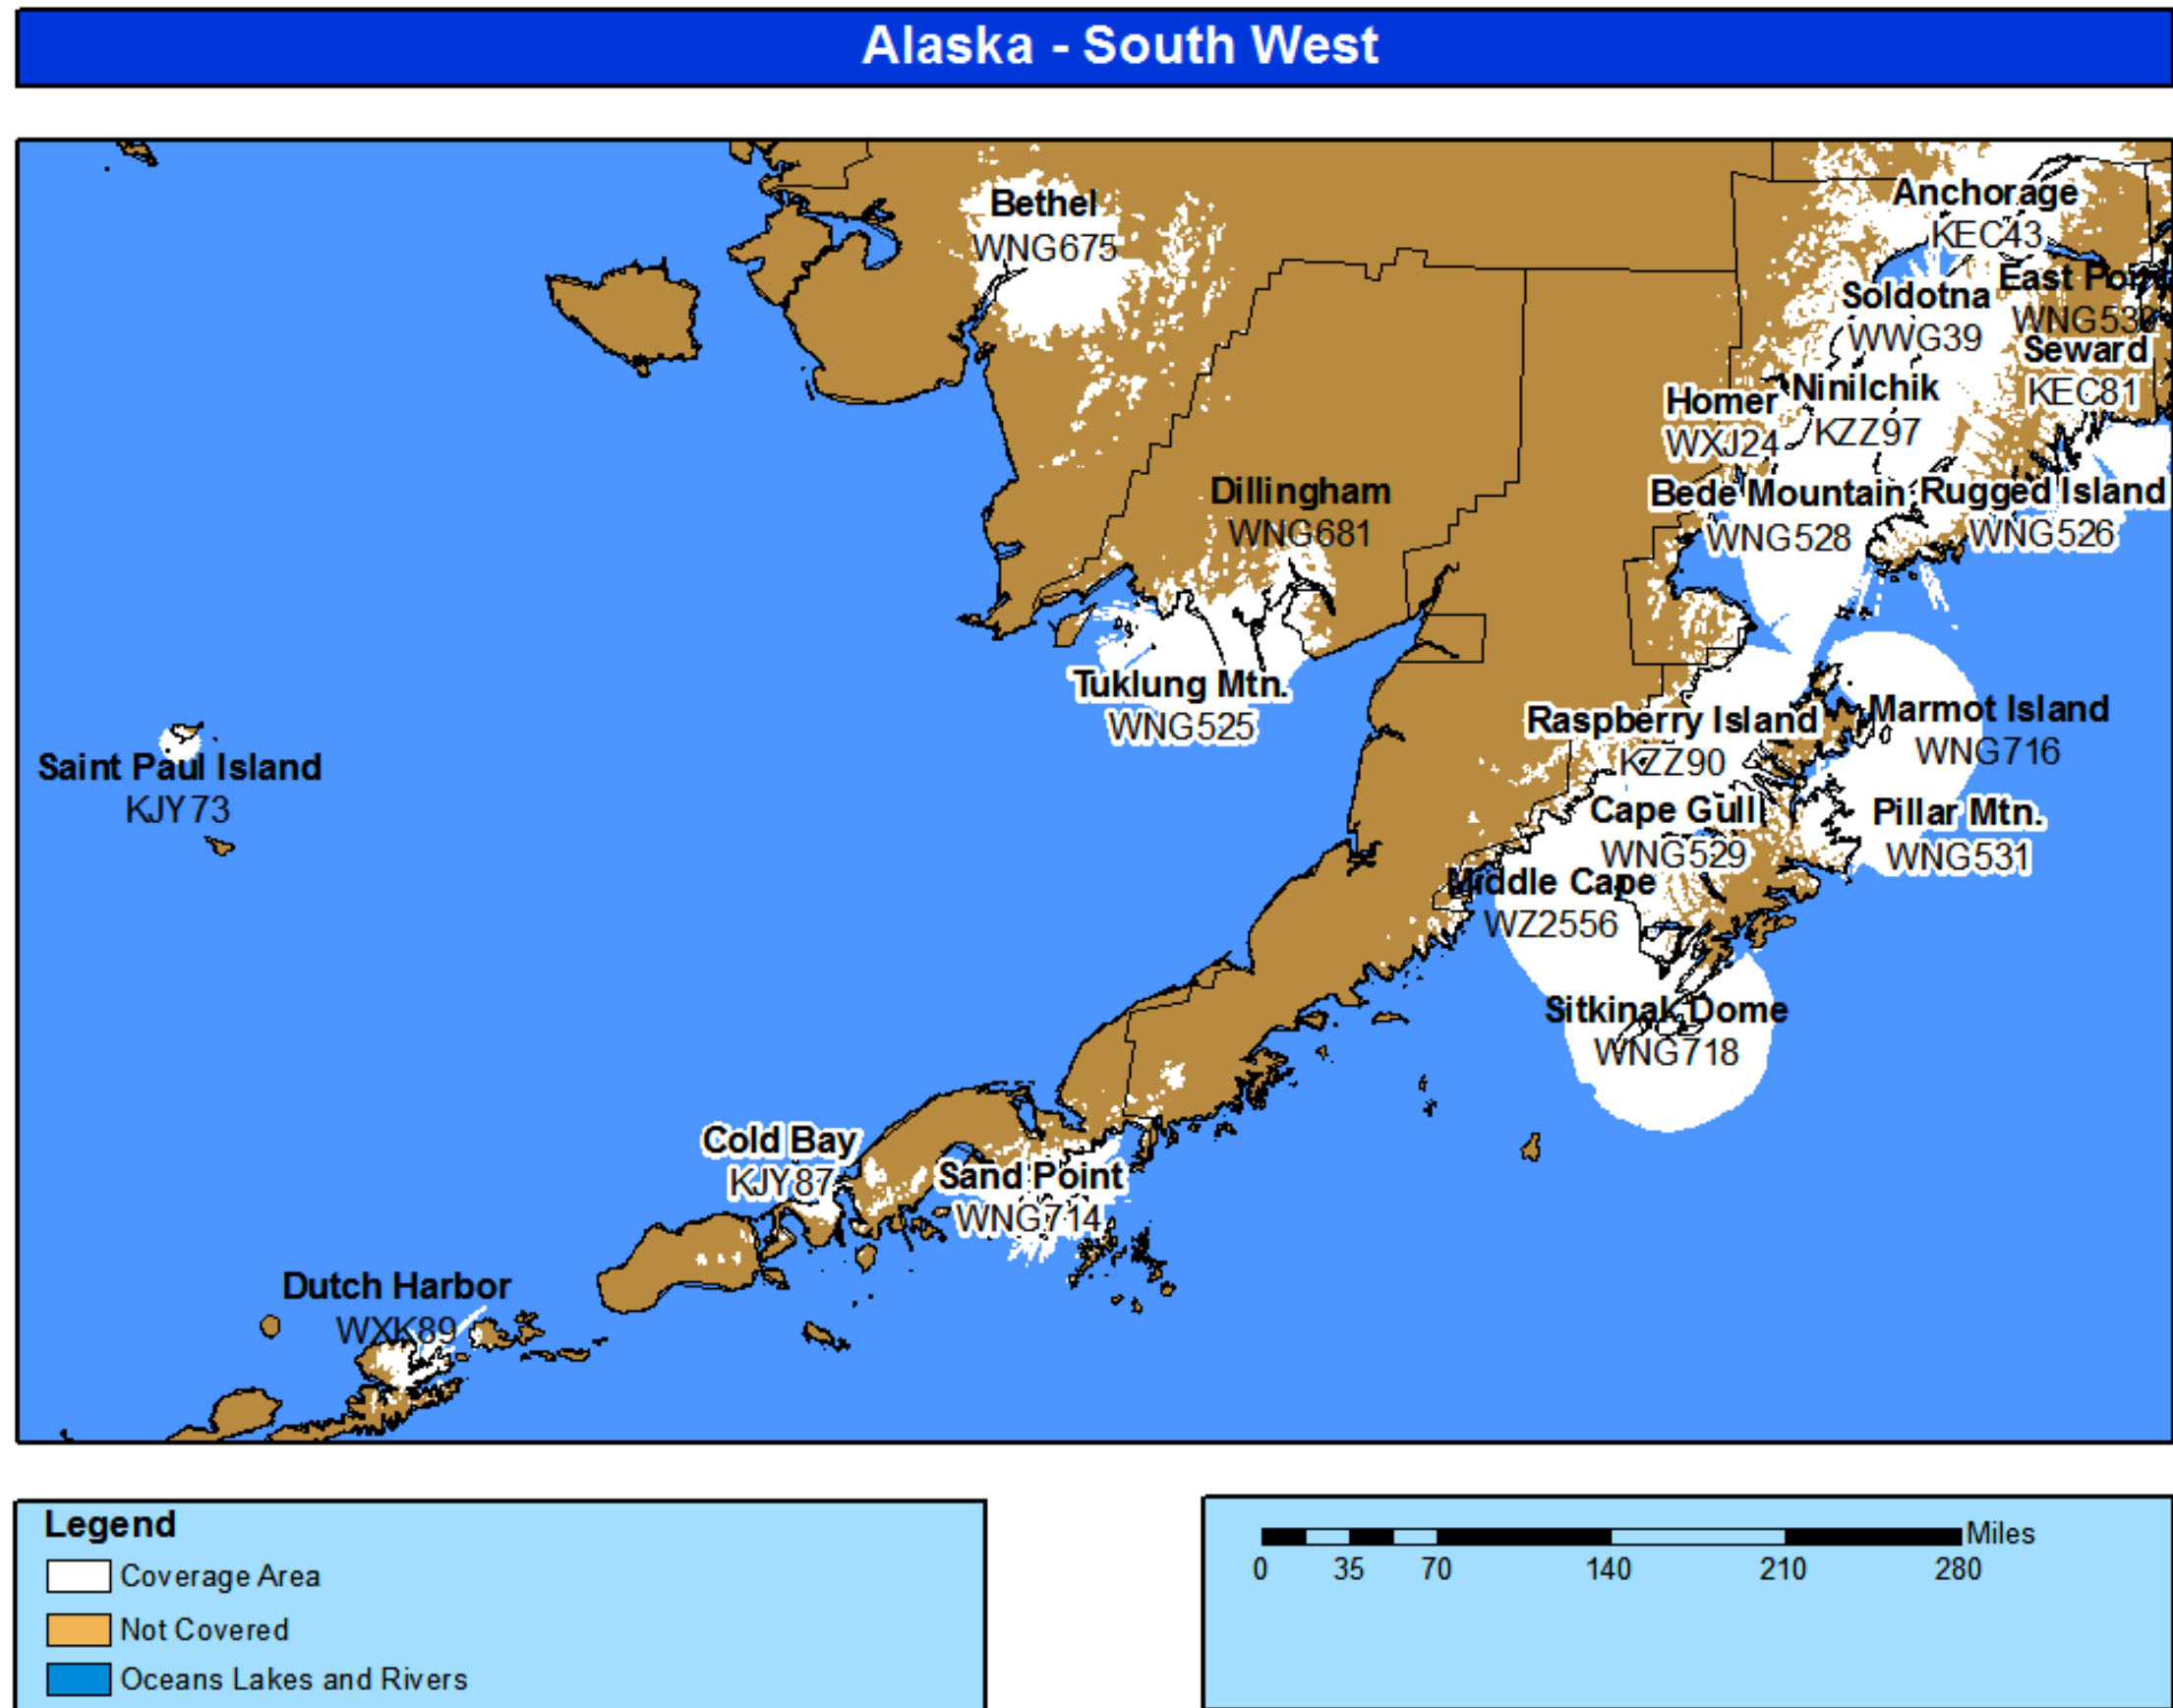 Alaska - South West
Bethel
WNG675
Anchorage
KEC43
East Port
Soldotna
WWG39
Seward
KEC81
Homer
WXJ24
Ninilchik
KZZ97
Dillingham
WNG681
Bede Mountain
WNG528
Rugged Island
WNG526
Tuklung Mtn.
WNG525
Saint Paul Island
KJY73
Raspberry Island
KZZ90
Marmot Island
WNG716
Cape Gull
WNG529
Pillar Mtn.
WNG531
Middle Cape
WZ2556
Sitkinak Dome
WNG718
Cold Bay
KJY87
Sand Point
WNG714
Dutch Harbor
WXK89
Legend
Coverage Area
Not Covered
Oceans Lakes and Rivers
Miles
0 35 70 140 210 280